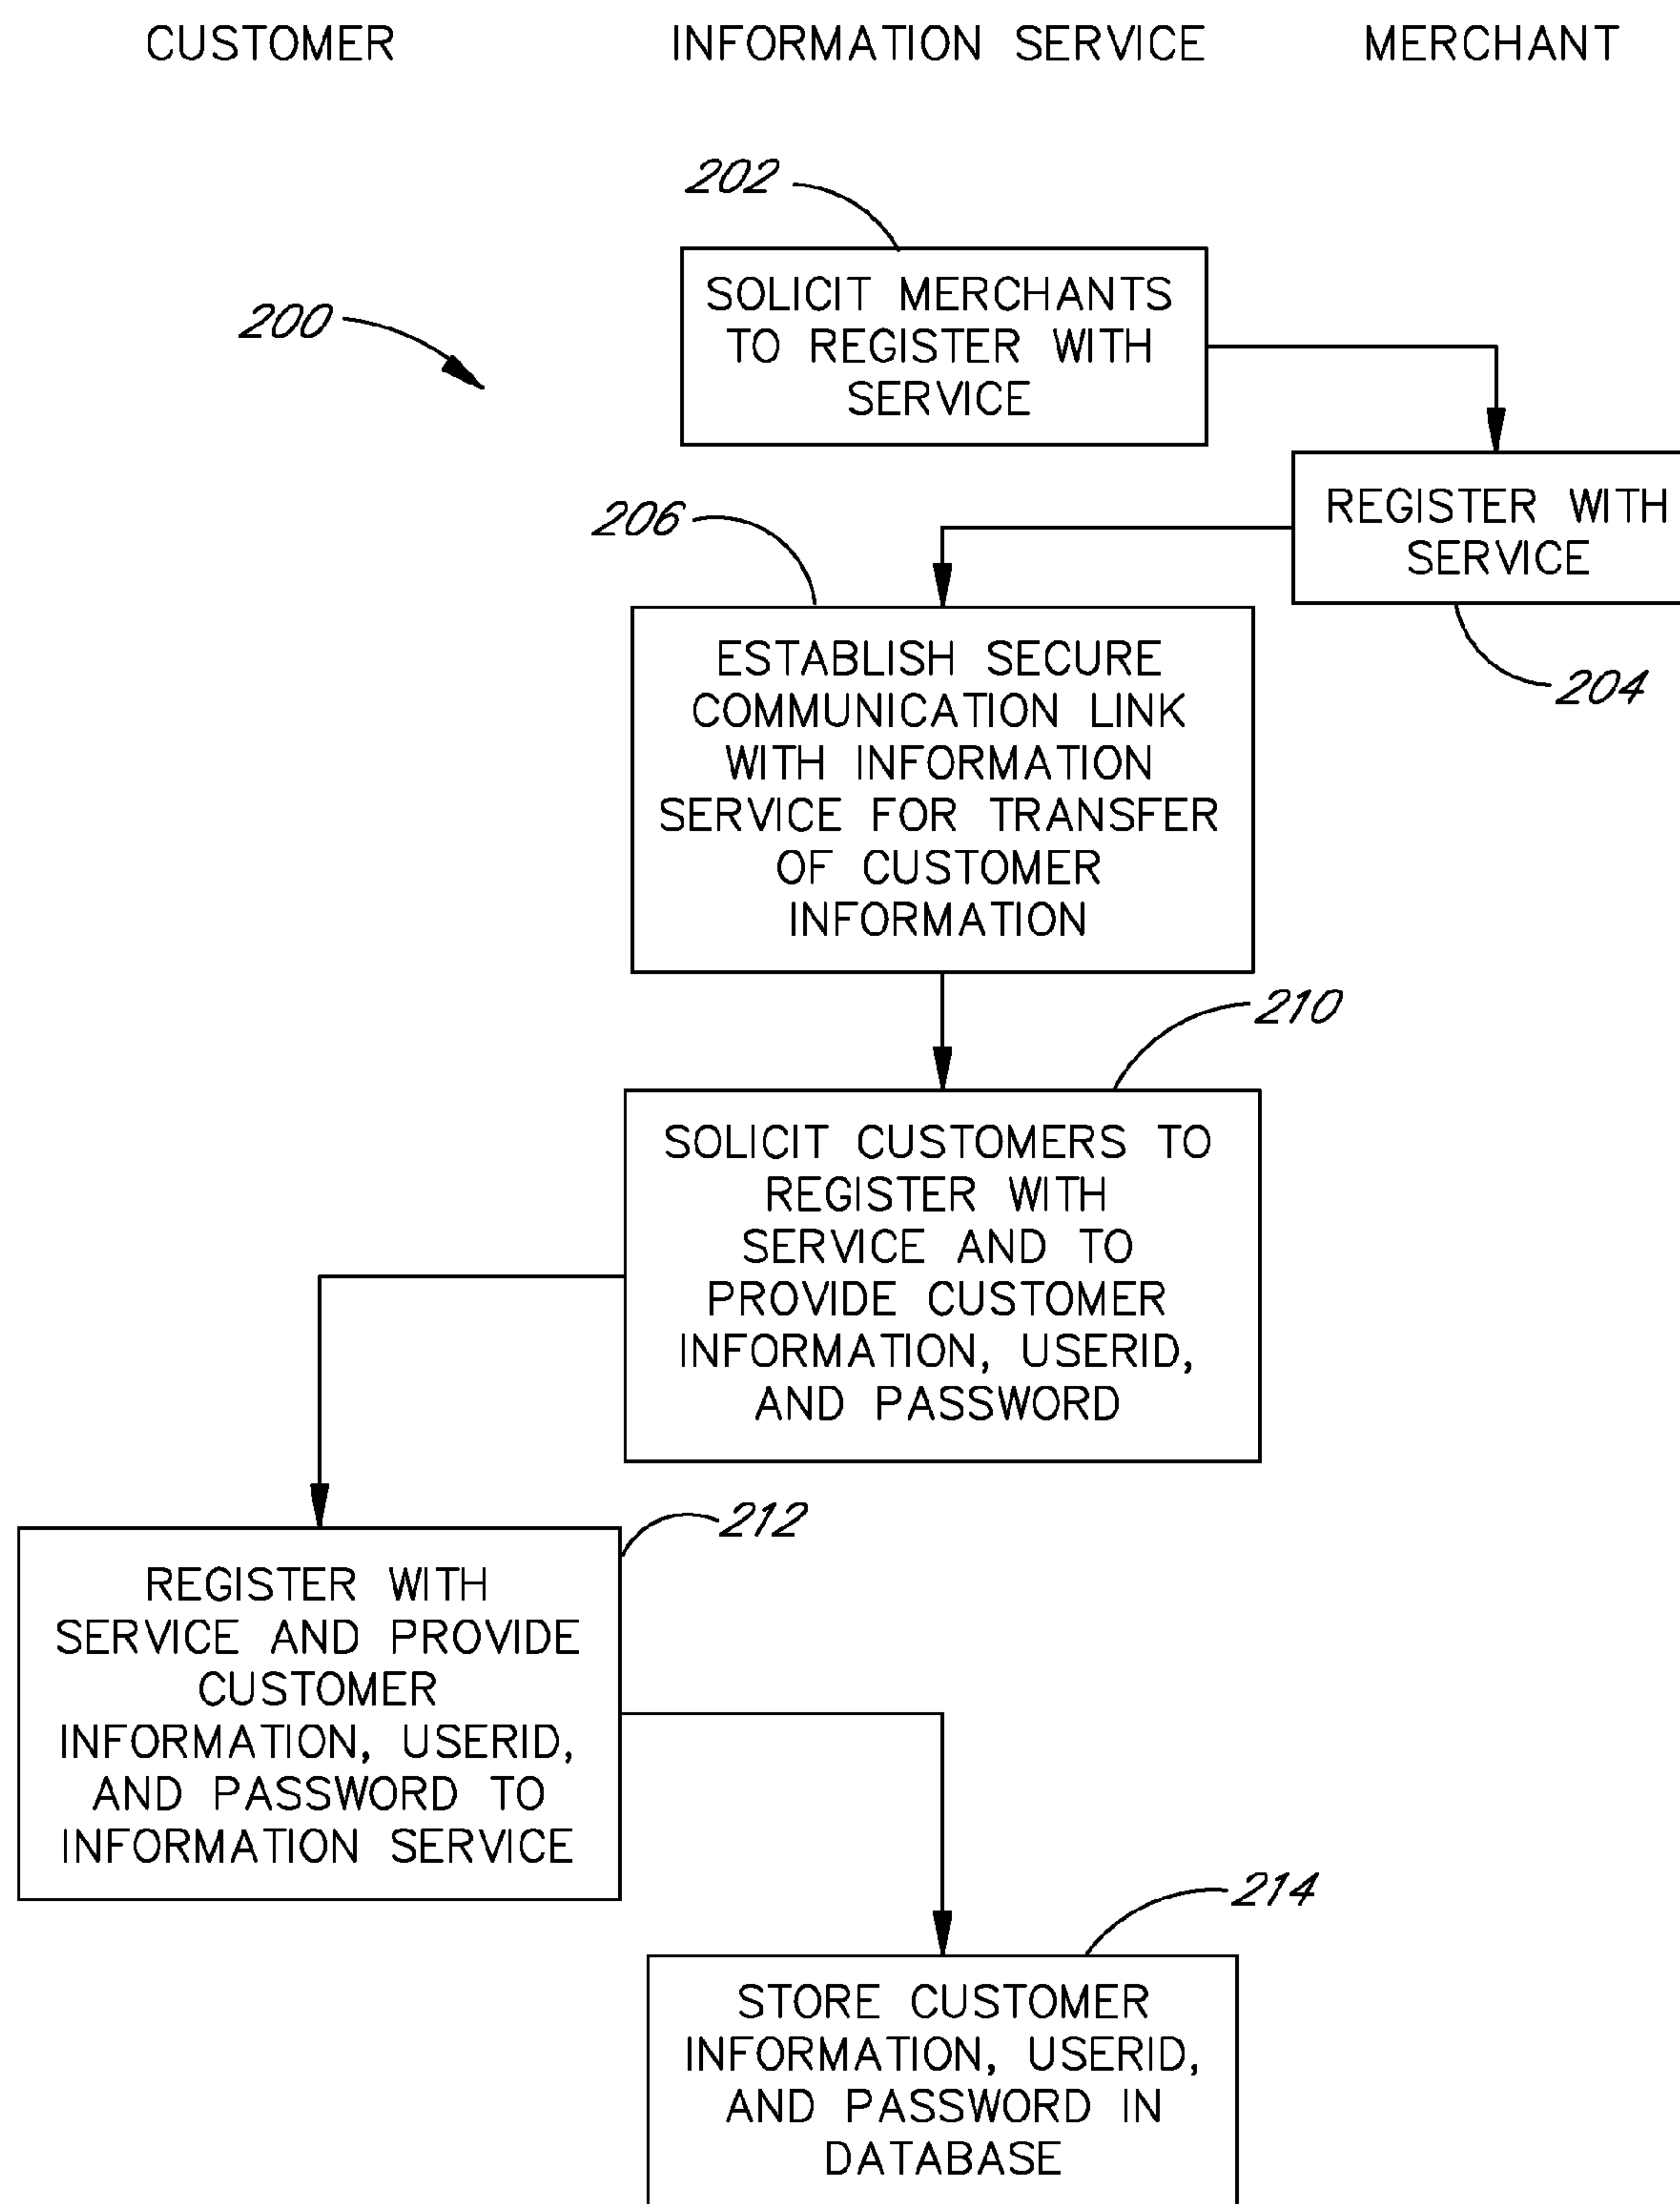 CUSTOMER
INFORMATION SERVICE
MERCHANT
202
SOLICIT MERCHANTS
TO REGISTER WITH
SERVICE
200
REGISTER WITH
SERVICE
204
206
ESTABLISH SECURE
COMMUNICATION LINK
WITH INFORMATION
SERVICE FOR TRANSFER
OF CUSTOMER
INFORMATION
210
SOLICIT CUSTOMERS TO
REGISTER WITH
SERVICE AND TO
PROVIDE CUSTOMER
INFORMATION, USERID,
AND PASSWORD
212
REGISTER WITH
SERVICE AND PROVIDE
CUSTOMER
INFORMATION, USERID,
AND PASSWORD TO
INFORMATION SERVICE
214
STORE CUSTOMER
INFORMATION, USERID,
AND PASSWORD IN
DATABASE